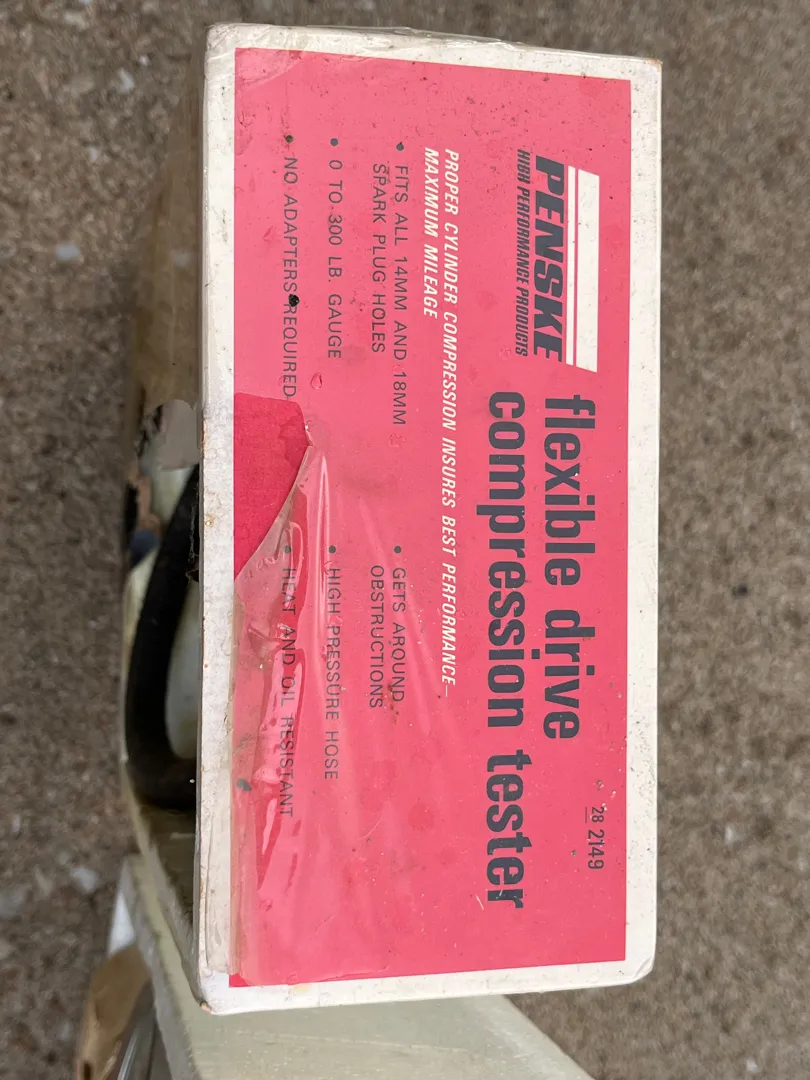 28 2149
PENSKE
HIGH PERFORMANCE PRODUCTS
flexible drive
compression tester
PROPER CYLINDER COMPRESSION INSURES BEST PERFORMANCE—
MAXIMUM MILEAGE
• FITS ALL 14MM AND 18MM
SPARK PLUG HOLES
• 0 TO 300 LB. GAUGE
• NO ADAPTERS REQUIRED
• GETS AROUND
OBSTRUCTIONS
• HIGH PRESSURE HOSE
• HEAT AND OIL RESISTANT